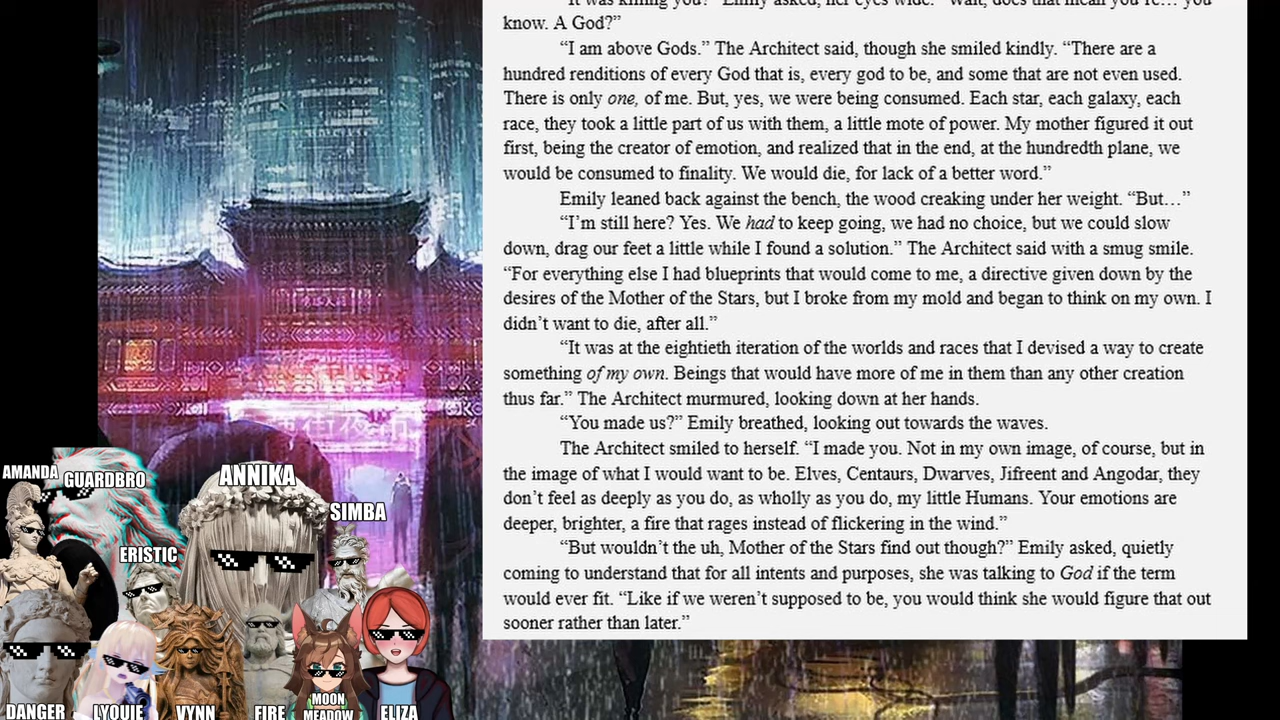 “It was killing you?” Emily asked, her eyes wide. “Wait, does that mean you’re… you
know. A God?”
“I am above Gods.” The Architect said, though she smiled kindly. “There are a
hundred renditions of every God that is, every god to be, and some that are not even used.
There is only one, of me. But, yes, we were being consumed. Each star, each galaxy, each
race, they took a little part of us with them, a little mote of power. My mother figured it out
first, being the creator of emotion, and realized that in the end, at the hundredth plane, we
would be consumed to finality. We would die, for lack of a better word.”
Emily leaned back against the bench, the wood creaking under her weight. “But…”
“I’m still here? Yes. We had to keep going, we had no choice, but we could slow
down, drag our feet a little while I found a solution.” The Architect said with a smug smile.
“For everything else I had blueprints that would come to me, a directive given down by the
desires of the Mother of the Stars, but I broke from my mold and began to think on my own. I
didn’t want to die, after all.”
“It was at the eightieth iteration of the worlds and races that I devised a way to create
something of my own. Beings that would have more of me in them than any other creation
thus far.” The Architect murmured, looking down at her hands.
“You made us?” Emily breathed, looking out towards the waves.
The Architect smiled to herself. “I made you. Not in my own image, of course, but in
the image of what I would want to be. Elves, Centaurs, Dwarves, Jifreent and Angodar, they
don’t feel as deeply as you do, as wholly as you do, my little Humans. Your emotions are
deeper, brighter, a fire that rages instead of flickering in the wind.”
“But wouldn’t the uh, Mother of the Stars find out though?” Emily asked, quietly
coming to understand that for all intents and purposes, she was talking to God if the term
would ever fit. “Like if we weren’t supposed to be, you would think she would figure that out
sooner rather than later.”
AMANDA
GUARDBRO
ANNIKA
SIMBA
ERISTIC
DANGER
LYQUIE
VYNN
FIRE
MOON
MEADOW
ELIZA